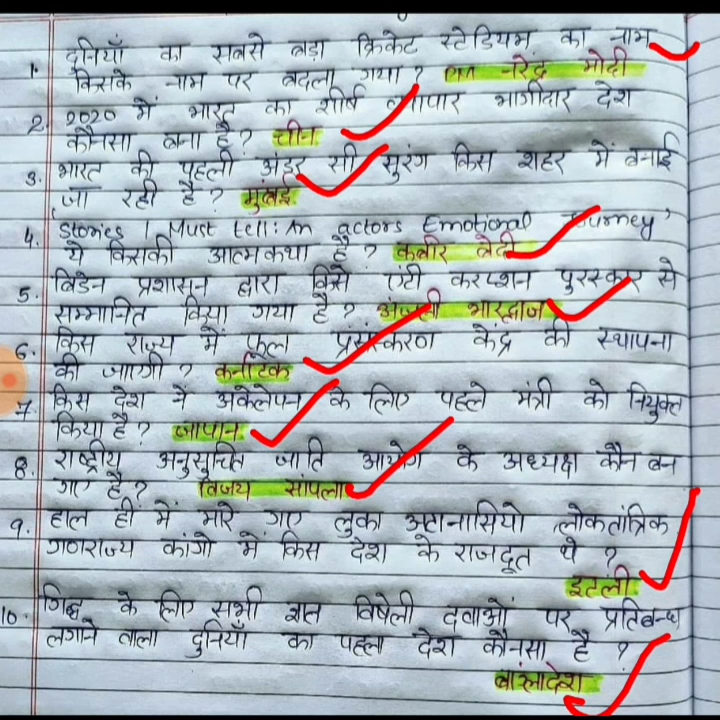 1. दुनियाँ का सबसे बड़ा क्रिकेट स्टेडियम का नाम
किसके नाम पर बदला गया ? PM नरेंद्र मोदी
2. 2020 में भारत का शीर्ष व्यापार भागीदार देश
कौनसा बना है? चीन
3. भारत की पहली अंडर सी सुरंग किस शहर में बनाई
जा रही है ? मुंबई
4. Stories I Must tell: An actors Emotional Journey'
ये किसकी आत्मकथा है ? कबीर बेदी
5. बिडेन प्रशासन द्वारा किसे एंटी करप्शन पुरस्कार से
सम्मानित किया गया है ? अंजली भारद्वाज
6. किस राज्य में फूल प्रसंस्करण केंद्र की स्थापना
की जाएगी ? कर्नाटक
7. किस देश ने अकेलेपन के लिए पहले मंत्री को नियुक्त
किया है ? जापान
8. राष्ट्रीय अनुसुचित जाति आयोग के अध्यक्ष कौन बन
गए है ? विजय सांपला
9. हाल ही में मारे गए लुका अटानासियो लोकतांत्रिक
गणराज्य कांगो में किस देश के राजदूत थे ?
इटली
10. गिद्ध के लिए सभी ज्ञात विषेली दवाओं पर प्रतिबन्ध
लगाने वाला दुनियाँ का पहला देश कौनसा है ?
बांग्लादेश